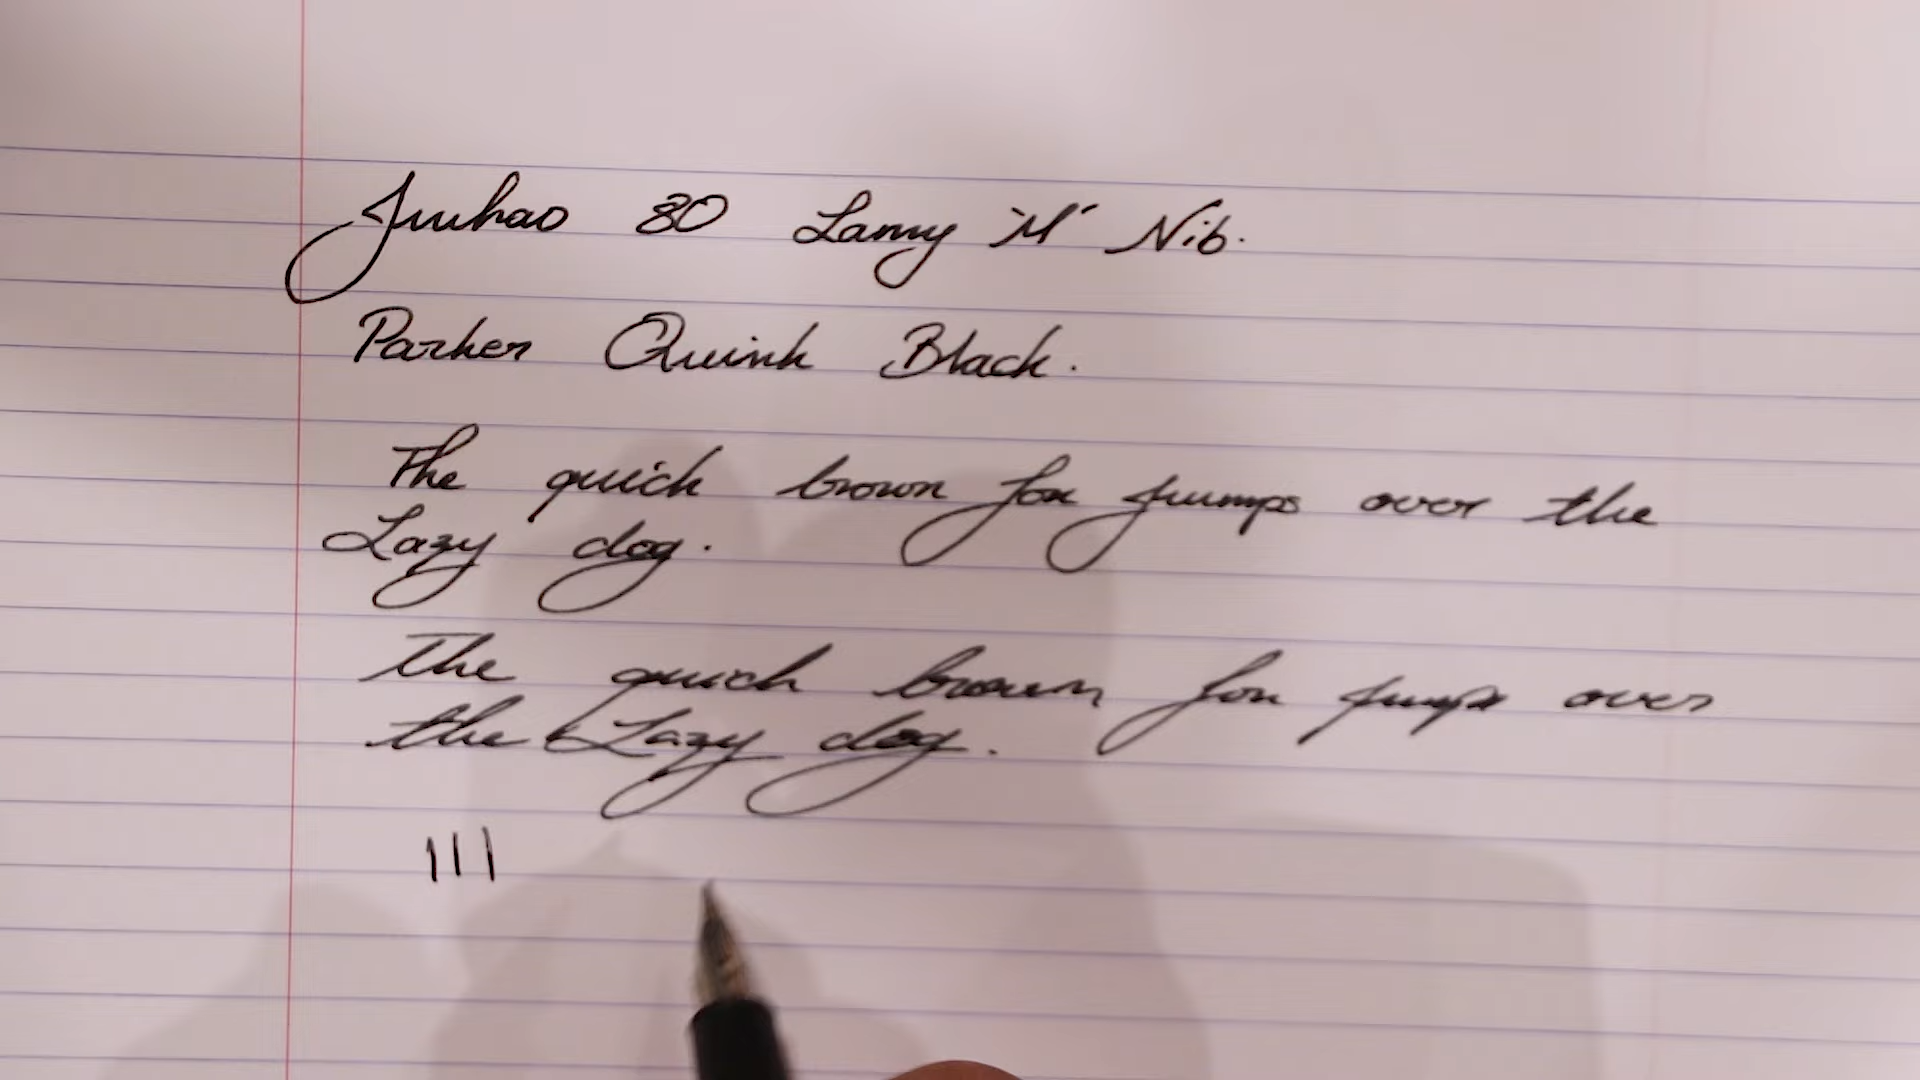 Jinhao 80 Lamy "M" Nib.
Parker Quink Black.
The quick brown fox jumps over the
Lazy dog.
The quick brown fox jumps over
the Lazy dog.
111